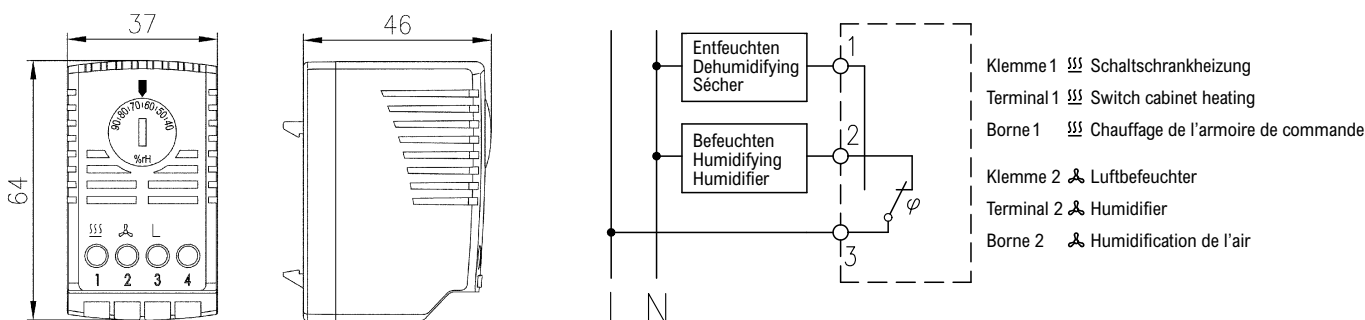 37
46
64
90·80·70·60·50·40
%rH
L
1 2 3 4
Entfeuchten
Dehumidifying
Sécher
Befeuchten
Humidifying
Humidifier
1
2
3
φ
L N
Klemme 1 Schaltschrankheizung
Terminal 1 Switch cabinet heating
Borne 1 Chauffage de l'armoire de commande
Klemme 2 Luftbefeuchter
Terminal 2 Humidifier
Borne 2 Humidification de l'air